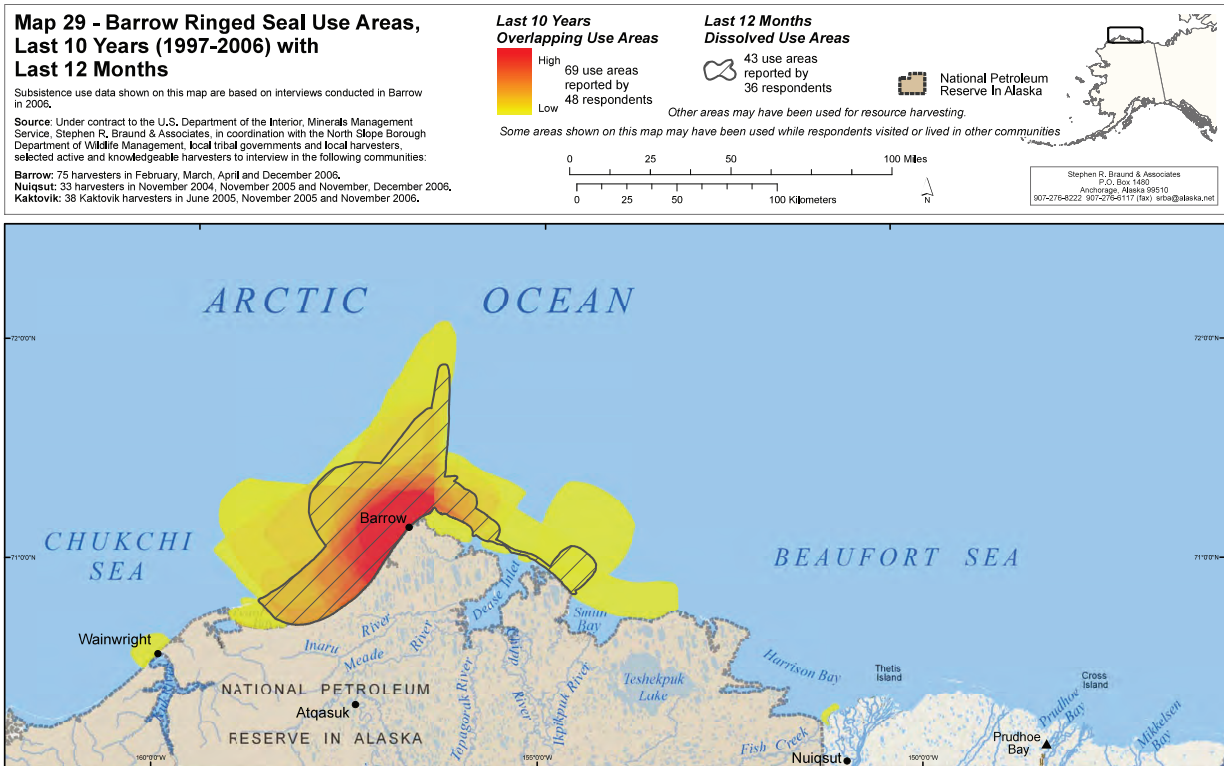 Map 29 - Barrow Ringed Seal Use Areas,
Last 10 Years (1997-2006) with
Last 12 Months
Subsistence use data shown on this map are based on interviews conducted in Barrow
in 2006.
Source: Under contract to the U.S. Department of the Interior, Minerals Management
Service, Stephen R. Braund & Associates, in coordination with the North Slope Borough
Department of Wildlife Management, local tribal governments and local harvesters,
selected active and knowledgeable harvesters to interview in the following communities:
Barrow: 75 harvesters in February, March, April and December 2006.
Nuiqsut: 33 harvesters in November 2004, November 2005 and November, December 2006.
Kaktovik: 38 Kaktovik harvesters in June 2005, November 2005 and November 2006.
Last 10 Years
Overlapping Use Areas
High
Low
69 use areas
reported by
48 respondents
Last 12 Months
Dissolved Use Areas
43 use areas
reported by
36 respondents
National Petroleum
Reserve In Alaska
Other areas may have been used for resource harvesting.
Some areas shown on this map may have been used while respondents visited or lived in other communities
0 25 50 100 Miles
0 25 50 100 Kilometers
N
Stephen R. Braund & Associates
P.O. Box 1480
Anchorage, Alaska 99510
907-276-8222 907-276-6117 (fax) srba@alaska.net
ARCTIC OCEAN
72°0'0"N
72°0'0"N
Barrow
CHUKCHI
SEA
BEAUFORT SEA
71°0'0"N
71°0'0"N
Dease Inlet
Smith
Bay
Wainwright
Inaru River
Meade River
Harrison Bay
Thetis
Island
Cross
Island
Teshekpuk
Lake
NATIONAL PETROLEUM
RESERVE IN ALASKA
Atqasuk
Topagoruk River
River
Ikpikpuk River
Fish Creek
Nuiqsut
Prudhoe
Bay
Prudhoe
Bay
Mikkelsen
Bay
160°0'0"W
155°0'0"W
150°0'0"W